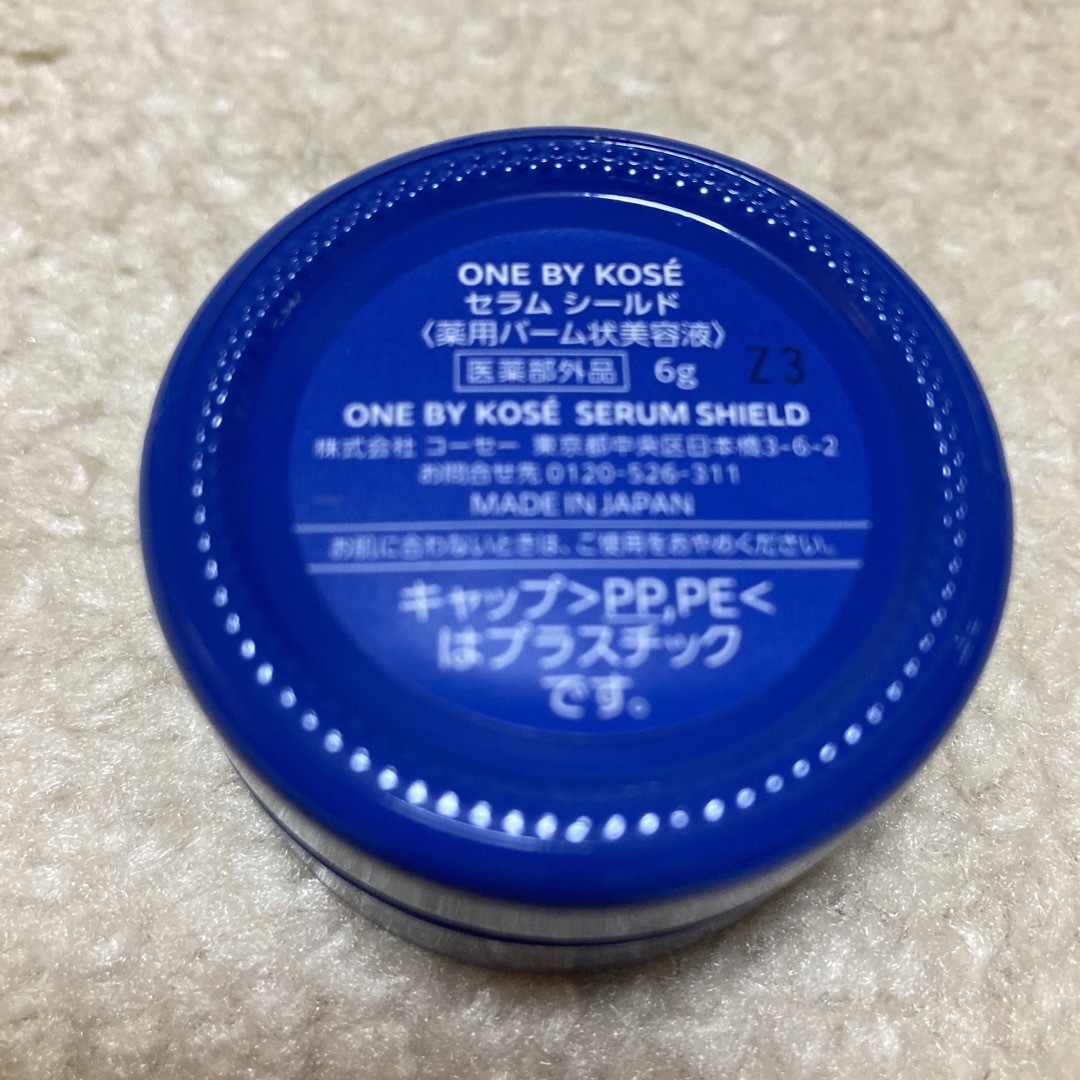 ONE BY KOSÉ
セラム シールド
〈薬用バーム状美容液〉
医薬部外品 6g Z3
ONE BY KOSÉ SERUM SHIELD
株式会社 コーセー 東京都中央区日本橋3-6-2
お問合せ先 0120-526-311
MADE IN JAPAN
お肌に合わないときは、ご使用をおやめください。
キャップ>PP,PE<
はプラスチック
です。